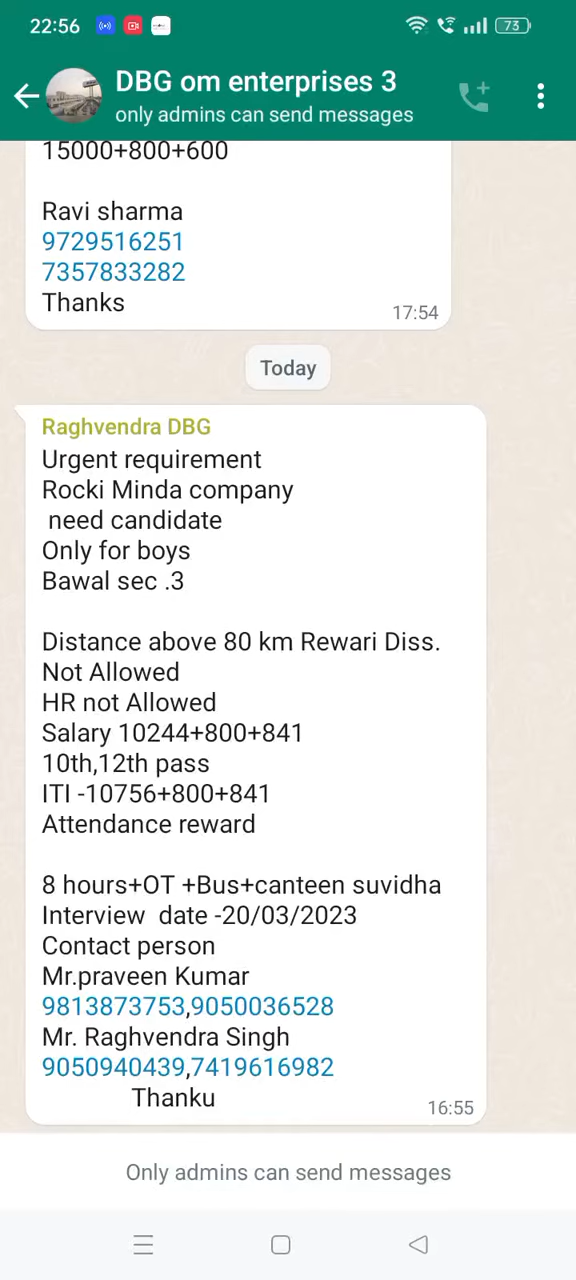 22:56
73
DBG om enterprises 3
only admins can send messages
15000+800+600
Ravi sharma
9729516251
7357833282
Thanks
17:54
Today
Raghvendra DBG
Urgent requirement
Rocki Minda company
need candidate
Only for boys
Bawal sec .3
Distance above 80 km Rewari Diss.
Not Allowed
HR not Allowed
Salary 10244+800+841
10th,12th pass
ITI -10756+800+841
Attendance reward
8 hours+OT +Bus+canteen suvidha
Interview  date -20/03/2023
Contact person
Mr.praveen Kumar
9813873753,9050036528
Mr. Raghvendra Singh
9050940439,7419616982
Thanku
16:55
Only admins can send messages